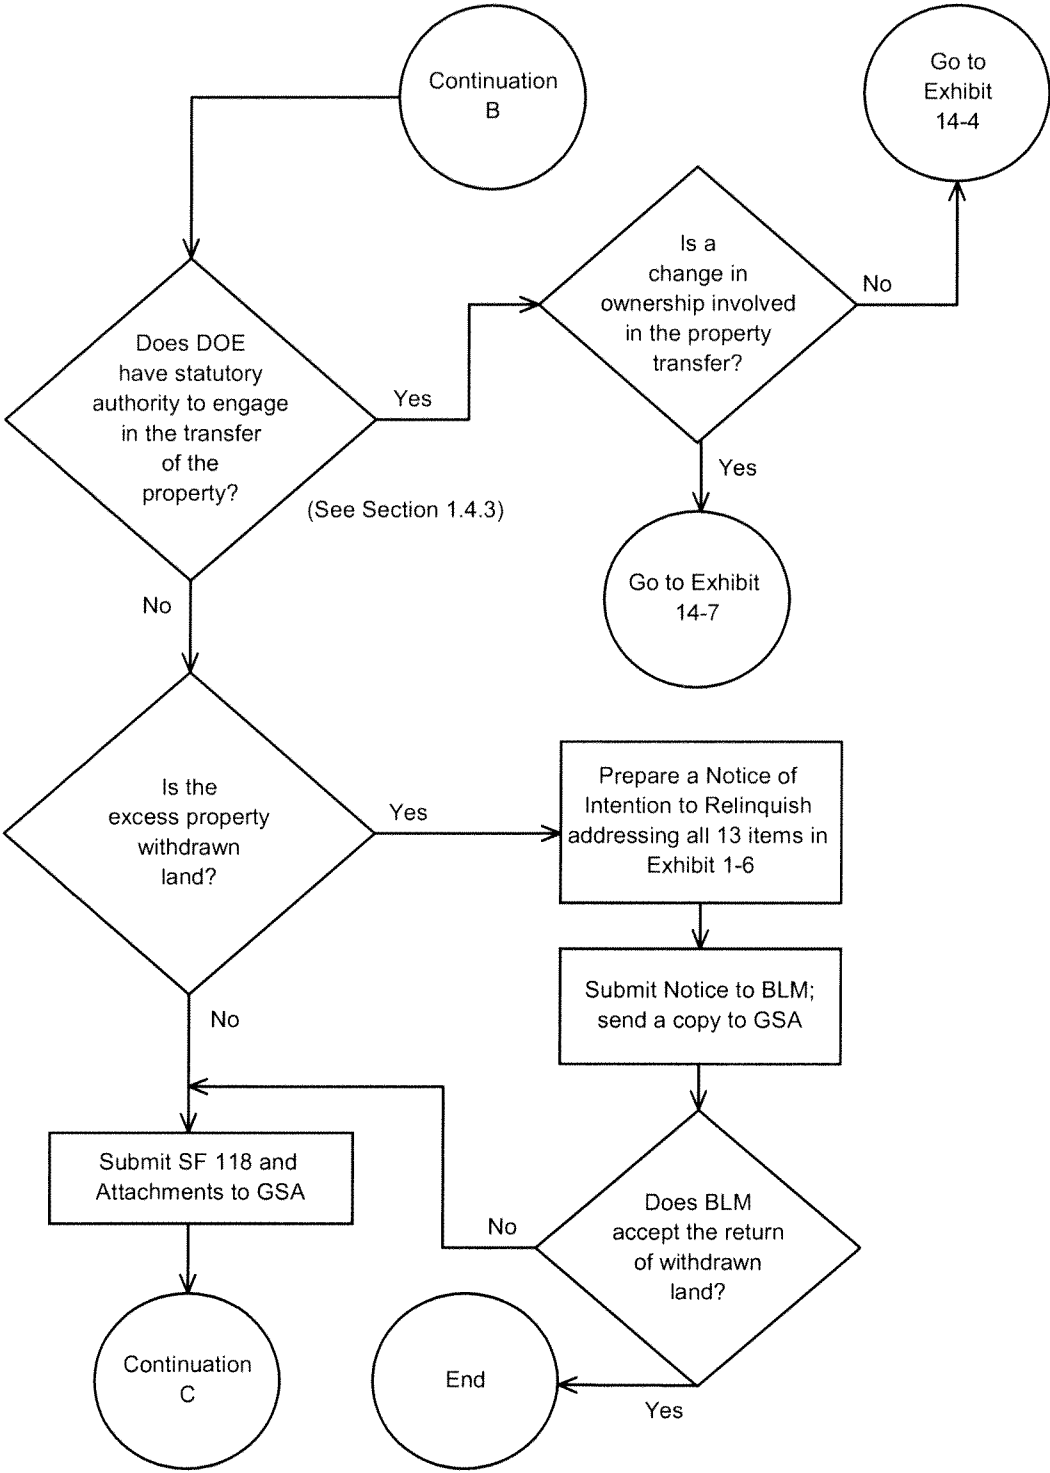 Continuation
B
Go to
Exhibit
14-4
Is a
change in
ownership involved
in the property
transfer?
No
Does DOE
have statutory
authority to engage
in the transfer
of the
property?
Yes
(See Section 1.4.3)
Yes
Go to Exhibit
14-7
No
Is the
excess property
withdrawn
land?
Yes
Prepare a Notice of
Intention to Relinquish
addressing all 13 items in
Exhibit 1-6
Submit Notice to BLM;
send a copy to GSA
No
Submit SF 118 and
Attachments to GSA
No
Does BLM
accept the return
of withdrawn
land?
Continuation
C
End
Yes